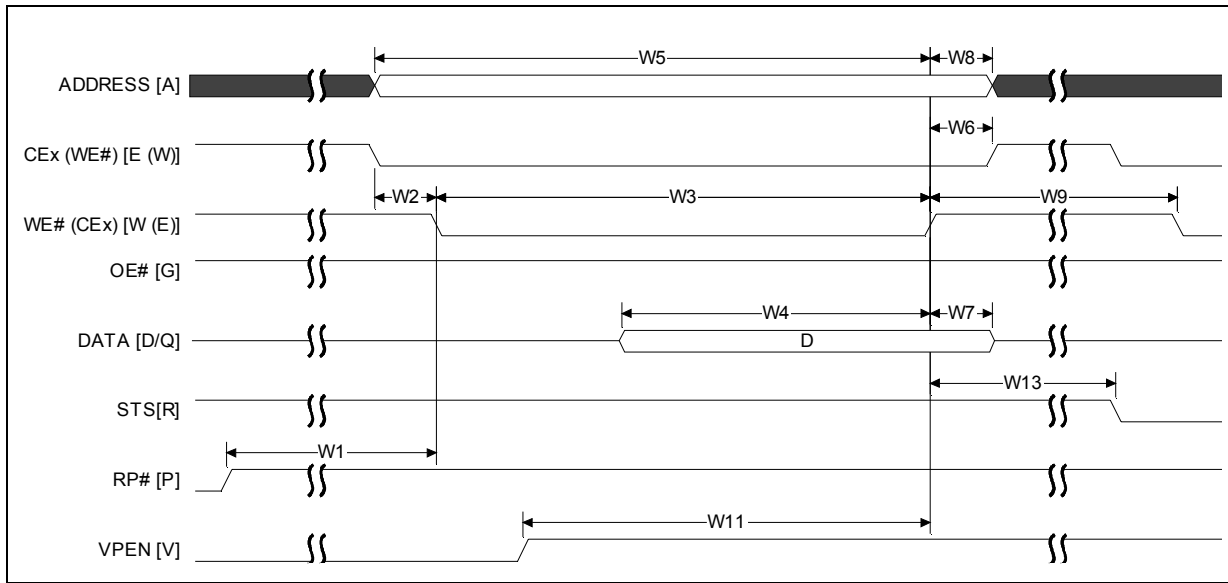 W5
W8
ADDRESS [A]
W6
CEx (WE#) [E (W)]
W2
W3
W9
WE# (CEx) [W (E)]
OE# [G]
W4
W7
DATA [D/Q]
D
W13
STS[R]
W1
RP# [P]
W11
VPEN [V]